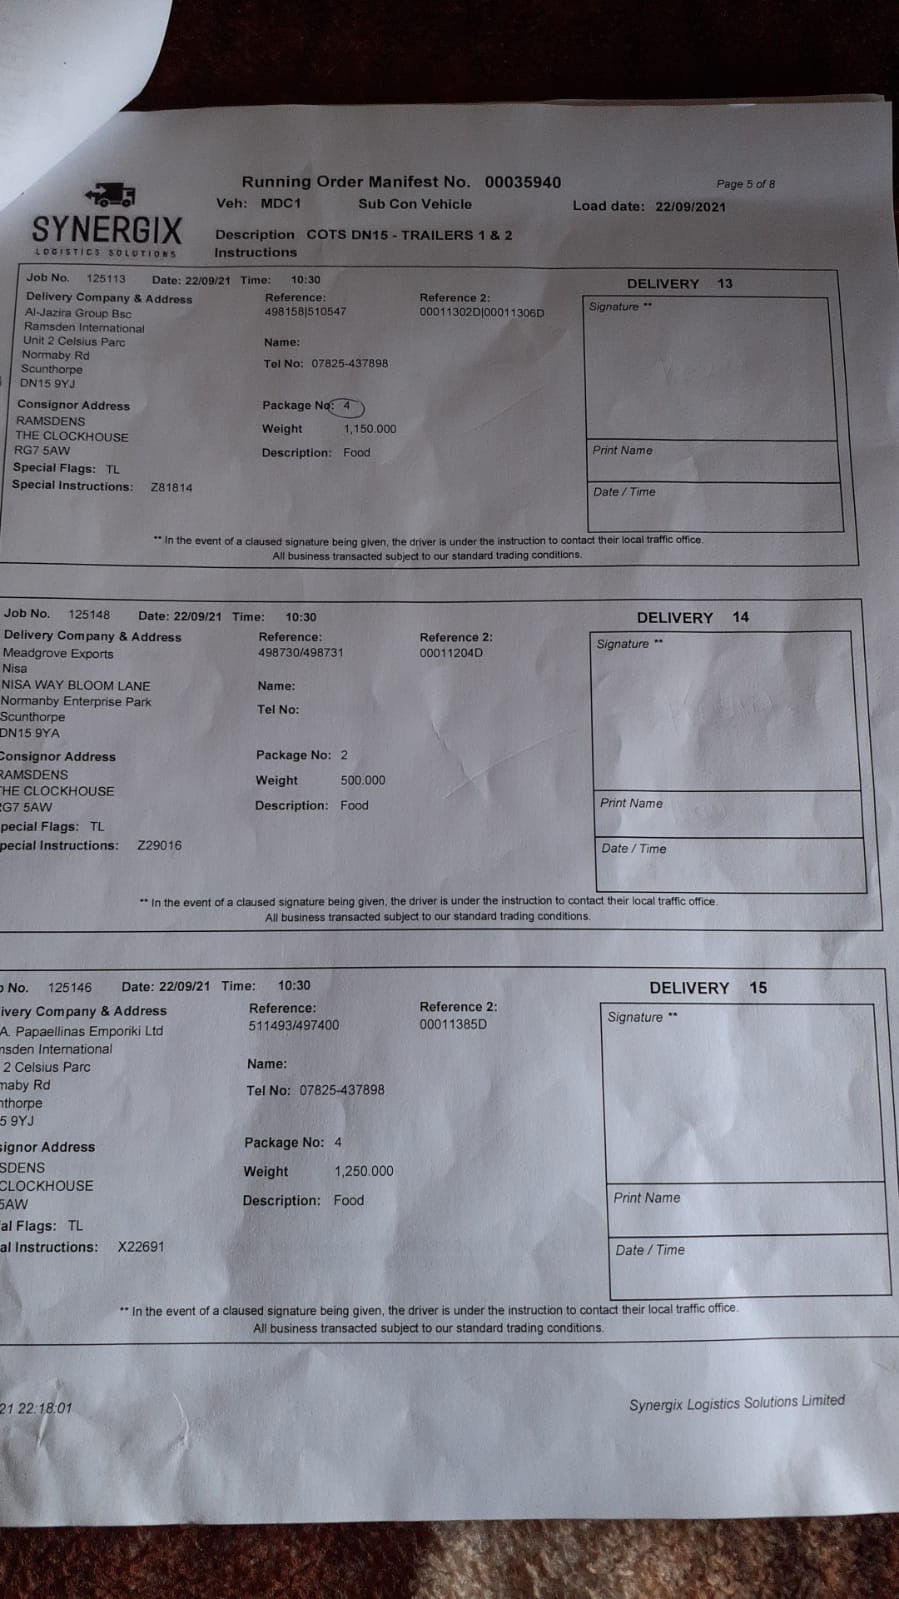 Running Order Manifest No. 00035940
Page 5 of 8
Veh: MDC1 Sub Con Vehicle Load date: 22/09/2021
SYNERGIX
LOGISTICS SOLUTIONS
Description COTS DN15 - TRAILERS 1 & 2
Instructions
Job No. 125113 Date: 22/09/21 Time: 10:30
DELIVERY 13
Delivery Company & Address
Al-Jazira Group Bsc
Ramsden International
Unit 2 Celsius Parc
Normaby Rd
Scunthorpe
DN15 9YJ
Reference:
498158|510547
Reference 2:
00011302D|00011306D
Name:
Tel No: 07825-437898
Signature **
Consignor Address
RAMSDENS
THE CLOCKHOUSE
RG7 5AW
Package No: 4
Weight 1,150.000
Description: Food
Print Name
Date / Time
Special Flags: TL
Special Instructions: Z81814
** In the event of a claused signature being given, the driver is under the instruction to contact their local traffic office.
All business transacted subject to our standard trading conditions.
Job No. 125148 Date: 22/09/21 Time: 10:30
DELIVERY 14
Delivery Company & Address
Meadgrove Exports
Nisa
NISA WAY BLOOM LANE
Normanby Enterprise Park
Scunthorpe
DN15 9YA
Reference:
498730/498731
Reference 2:
00011204D
Name:
Tel No:
Signature **
Consignor Address
RAMSDENS
THE CLOCKHOUSE
RG7 5AW
Package No: 2
Weight 500.000
Description: Food
Print Name
Date / Time
pecial Flags: TL
pecial Instructions: Z29016
** In the event of a claused signature being given, the driver is under the instruction to contact their local traffic office.
All business transacted subject to our standard trading conditions.
No. 125146 Date: 22/09/21 Time: 10:30
DELIVERY 15
ivery Company & Address
A. Papaellinas Emporiki Ltd
msden International
2 Celsius Parc
maby Rd
nthorpe
5 9YJ
Reference:
511493/497400
Reference 2:
00011385D
Name:
Tel No: 07825-437898
Signature **
signor Address
SDENS
CLOCKHOUSE
5AW
Package No: 4
Weight 1,250.000
Description: Food
Print Name
Date / Time
al Flags: TL
al Instructions: X22691
** In the event of a claused signature being given, the driver is under the instruction to contact their local traffic office.
All business transacted subject to our standard trading conditions.
21 22:18:01
Synergix Logistics Solutions Limited